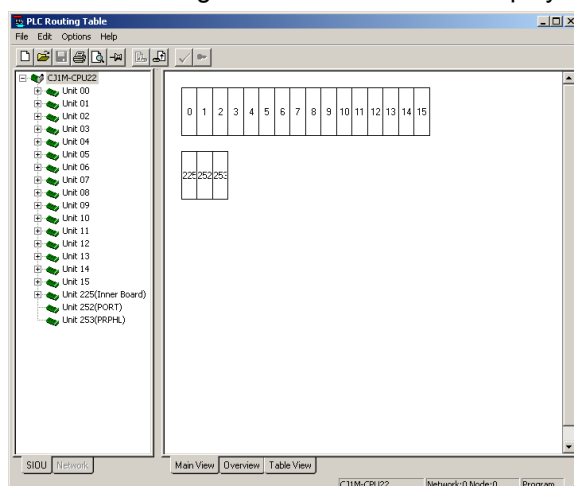 PLC Routing Table
File Edit Options Help
CJ1M-CPU22
Unit 00
Unit 01
Unit 02
Unit 03
Unit 04
Unit 05
Unit 06
Unit 07
Unit 08
Unit 09
Unit 10
Unit 11
Unit 12
Unit 13
Unit 14
Unit 15
Unit 225(Inner Board)
Unit 252(PORT)
Unit 253(PRPHL)
0 1 2 3 4 5 6 7 8 9 10 11 12 13 14 15
225 252 253
SIOU Network
Main View Overview Table View
CJ1M-CPU22 Network:0 Node:0 Program